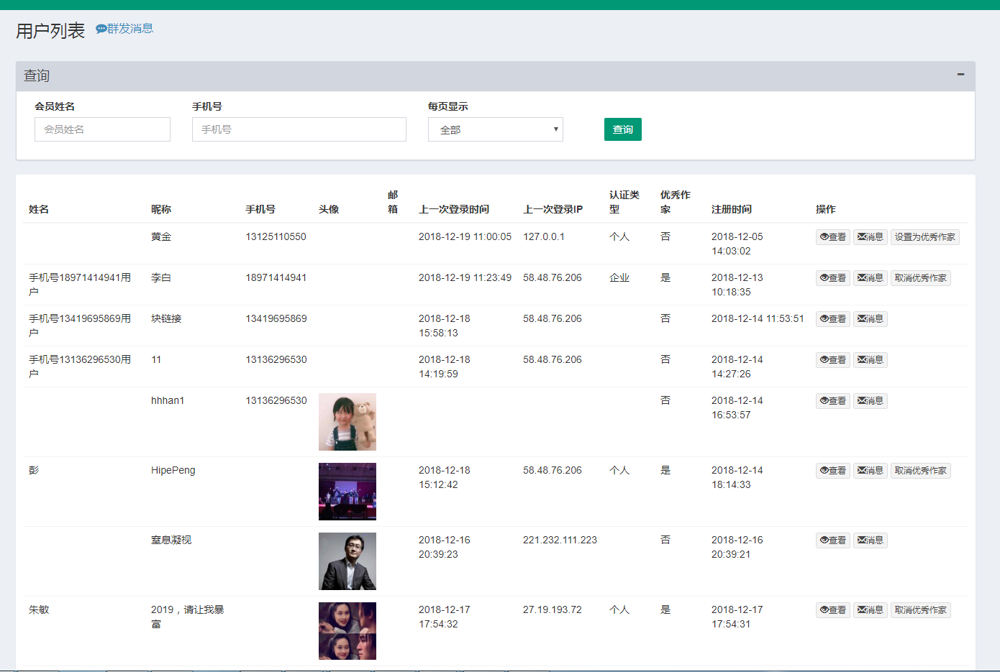 用户列表 群发消息
查询
会员姓名 手机号 每页显示
会员姓名 手机号 全部 查询
邮 认证类 优秀作
姓名 昵称 手机号 头像 箱 上一次登录时间 上一次登录IP 型 家 注册时间 操作
黄金 13125110550 2018-12-19 11:00:05 127.0.0.1 个人 否 2018-12-05 查看 消息 设置为优秀作家
14:03:02
手机号18971414941用 李白 18971414941 2018-12-19 11:23:49 58.48.76.206 企业 是 2018-12-13 查看 消息 取消优秀作家
户 10:18:35
手机号13419695869用 块链接 13419695869 2018-12-18 58.48.76.206 否 2018-12-14 11:53:51 查看 消息
户 15:58:13
手机号13136296530用 11 13136296530 2018-12-18 58.48.76.206 否 2018-12-14 查看 消息
户 14:19:59 14:27:26
hhhan1 13136296530 否 2018-12-14 查看 消息
16:53:57
彭 HipePeng 2018-12-18 58.48.76.206 个人 是 2018-12-14 查看 消息 取消优秀作家
15:12:42 18:14:33
窒息凝视 2018-12-16 221.232.111.223 否 2018-12-16 查看 消息
20:39:23 20:39:21
朱敏 2019，请让我暴 2018-12-17 27.19.193.72 个人 是 2018-12-17 查看 消息 取消优秀作家
富 17:54:32 17:54:31